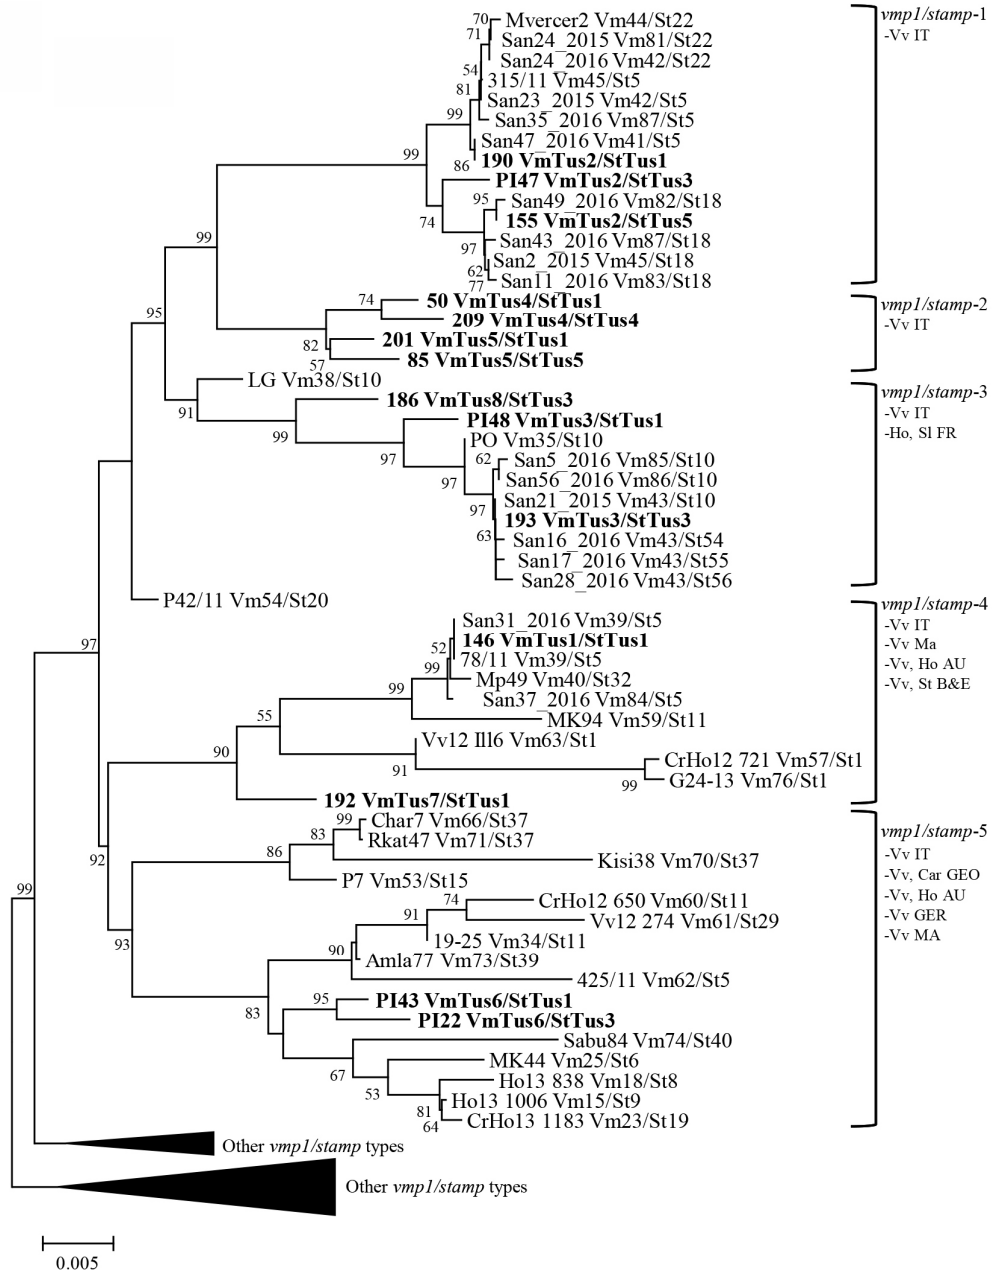 70
Mvercer2 Vm44/St22
71
San24_2015 Vm81/St22
San24_2016 Vm42/St22
54
315/11 Vm45/St5
81
San23_2015 Vm42/St5
99
San35_2016 Vm87/St5
San47_2016 Vm41/St5
99
86
190 VmTus2/StTus1
PI47 VmTus2/StTus3
95
San49_2016 Vm82/St18
74
155 VmTus2/StTus5
97
San43_2016 Vm87/St18
San2_2015 Vm45/St18
62
San11_2016 Vm83/St18
77
vmp1/stamp-1
-Vv IT
99
74
50 VmTus4/StTus1
209 VmTus4/StTus4
82
201 VmTus5/StTus1
57
85 VmTus5/StTus5
vmp1/stamp-2
-Vv IT
95
LG Vm38/St10
91
186 VmTus8/StTus3
99
PI48 VmTus3/StTus1
97
PO Vm35/St10
62
San5_2016 Vm85/St10
97
San56_2016 Vm86/St10
San21_2015 Vm43/St10
97
193 VmTus3/StTus3
63
San16_2016 Vm43/St54
San17_2016 Vm43/St55
San28_2016 Vm43/St56
vmp1/stamp-3
-Vv IT
-Ho, Sl FR
P42/11 Vm54/St20
97
San31_2016 Vm39/St5
146 VmTus1/StTus1
52
78/11 Vm39/St5
99
Mp49 Vm40/St32
99
San37_2016 Vm84/St5
55
MK94 Vm59/St11
90
Vv12 Ill6 Vm63/St1
91
CrHo12 721 Vm57/St1
99
G24-13 Vm76/St1
192 VmTus7/StTus1
vmp1/stamp-4
-Vv IT
-Vv Ma
-Vv, Ho AU
-Vv, St B&E
92
99
Char7 Vm66/St37
83
Rkat47 Vm71/St37
86
Kisi38 Vm70/St37
P7 Vm53/St15
99
93
74
CrHo12 650 Vm60/St11
91
Vv12 274 Vm61/St29
19-25 Vm34/St11
90
Amla77 Vm73/St39
425/11 Vm62/St5
83
95
PI43 VmTus6/StTus1
PI22 VmTus6/StTus3
Sabu84 Vm74/St40
67
MK44 Vm25/St6
53
Ho13 838 Vm18/St8
81
Ho13 1006 Vm15/St9
64
CrHo13 1183 Vm23/St19
vmp1/stamp-5
-Vv IT
-Vv, Car GEO
-Vv, Ho AU
-Vv GER
-Vv MA
Other vmp1/stamp types
Other vmp1/stamp types
0.005